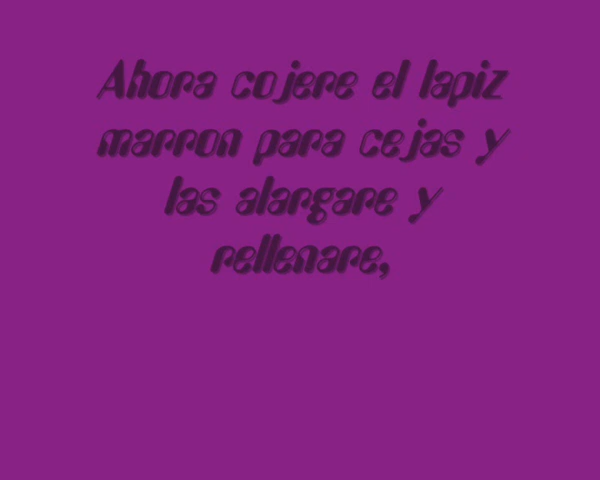 Ahora cojere el lapiz
marron para cejas y
las alargare y
rellenare,